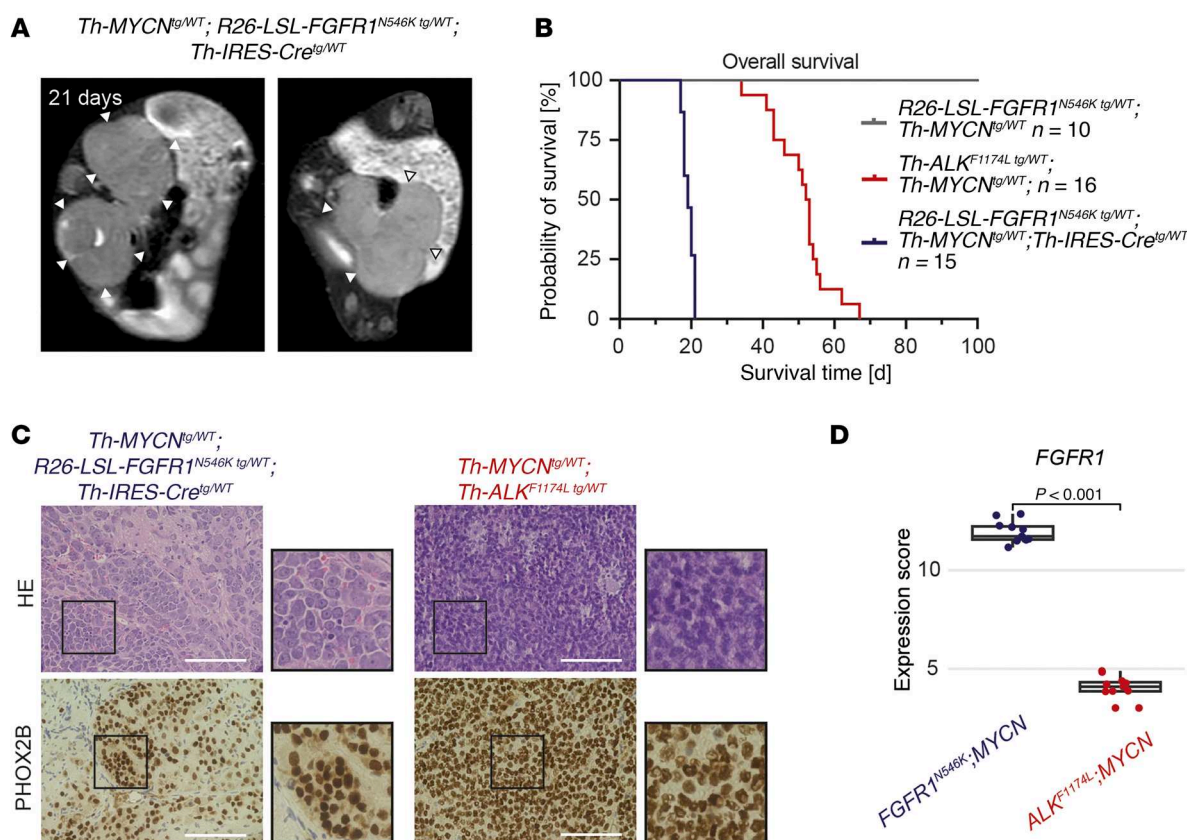 A
Th-MYCN^tg/WT; R26-LSL-FGFR1^N546K tg/WT;
Th-IRES-Cre^tg/WT
21 days
B
Overall survival
Probability of survival [%]
100
75
50
25
0
0 20 40 60 80 100
Survival time [d]
R26-LSL-FGFR1^N546K tg/WT;
Th-MYCN^tg/WT n = 10
Th-ALK^F1174L tg/WT;
Th-MYCN^tg/WT; n = 16
R26-LSL-FGFR1^N546K tg/WT;
Th-MYCN^tg/WT;Th-IRES-Cre^tg/WT
n = 15
C
Th-MYCN^tg/WT;
R26-LSL-FGFR1^N546K tg/WT;
Th-IRES-Cre^tg/WT
Th-MYCN^tg/WT;
Th-ALK^F1174L tg/WT
HE
PHOX2B
D
FGFR1
P < 0.001
Expression score
10
5
FGFR1^N546K;MYCN
ALK^F1174L;MYCN